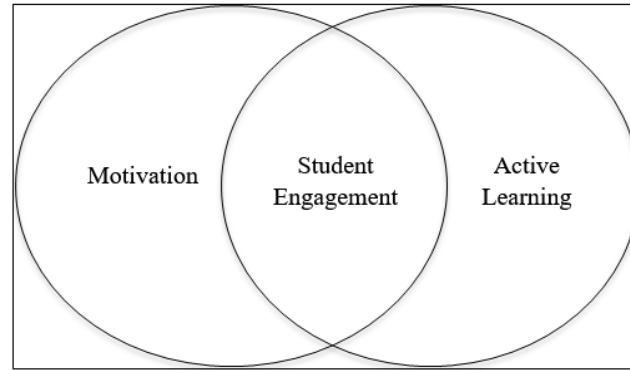 Motivation
Student
Engagement
Active
Learning